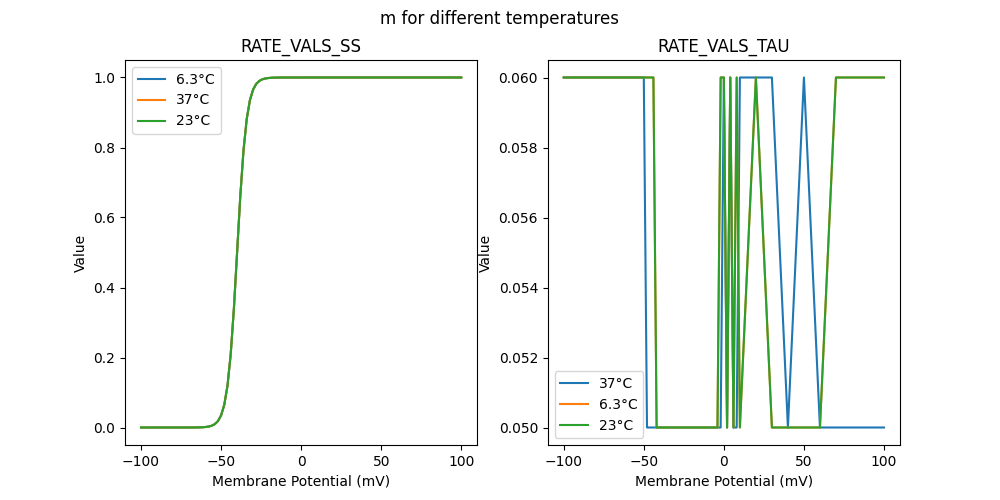 m for different temperatures
RATE_VALS_SS
1.0
0.8
0.6
0.4
0.2
0.0
Value
6.3°C
37°C
23°C
−100
−50
0
50
100
Membrane Potential (mV)
RATE_VALS_TAU
0.060
0.058
0.056
0.054
0.052
0.050
Value
37°C
6.3°C
23°C
−100
−50
0
50
100
Membrane Potential (mV)